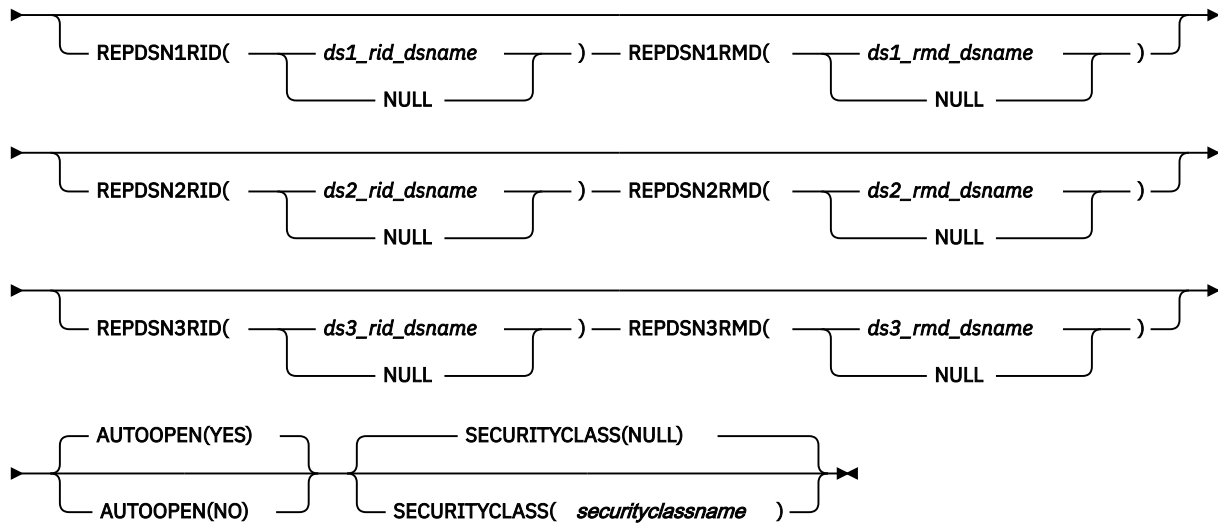 REPDSN1RID( ds1_rid_dsname ) REPDSN1RMD( ds1_rmd_dsname )
NULL NULL
REPDSN2RID( ds2_rid_dsname ) REPDSN2RMD( ds2_rmd_dsname )
NULL NULL
REPDSN3RID( ds3_rid_dsname ) REPDSN3RMD( ds3_rmd_dsname )
NULL NULL
AUTOOPEN(YES) SECURITYCLASS(NULL)
AUTOOPEN(NO) SECURITYCLASS( securityclassname )